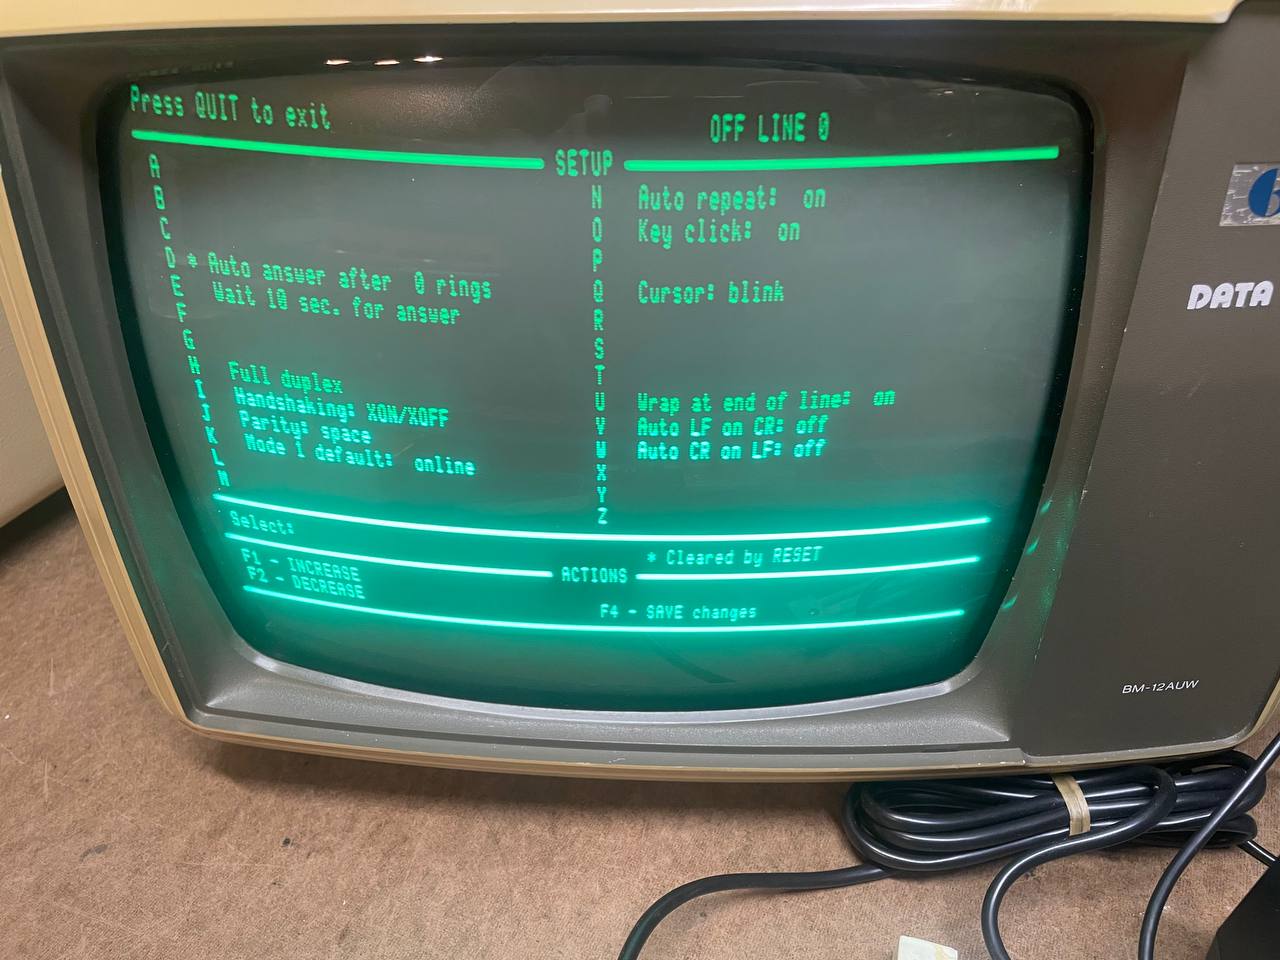 Press QUIT to exit
OFF LINE 0
SETUP
A
B
C
D * Auto answer after 0 rings
E Wait 10 sec. for answer
F
G
H Full duplex
I Handshaking: XON/XOFF
J Parity: space
K Mode I default: online
L
M
N Auto repeat: on
O Key click: on
P
Q Cursor: blink
R
S
T
U Wrap at end of line: on
V Auto LF on CR: off
W Auto CR on LF: off
X
Y
Z
Select:
* Cleared by RESET
ACTIONS
F1 - INCREASE
F2 - DECREASE
F4 - SAVE changes
DATA
BM-12AUW